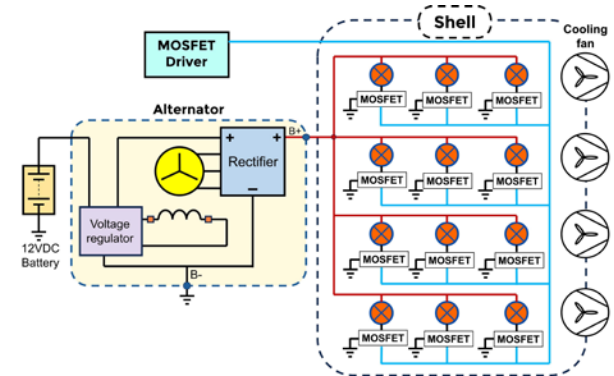 Shell
Cooling
fan
MOSFET
Driver
MOSFET
MOSFET
MOSFET
Alternator
B+
Rectifier
MOSFET
MOSFET
MOSFET
Voltage
regulator
12VDC
Battery
B-
MOSFET
MOSFET
MOSFET
MOSFET
MOSFET
MOSFET